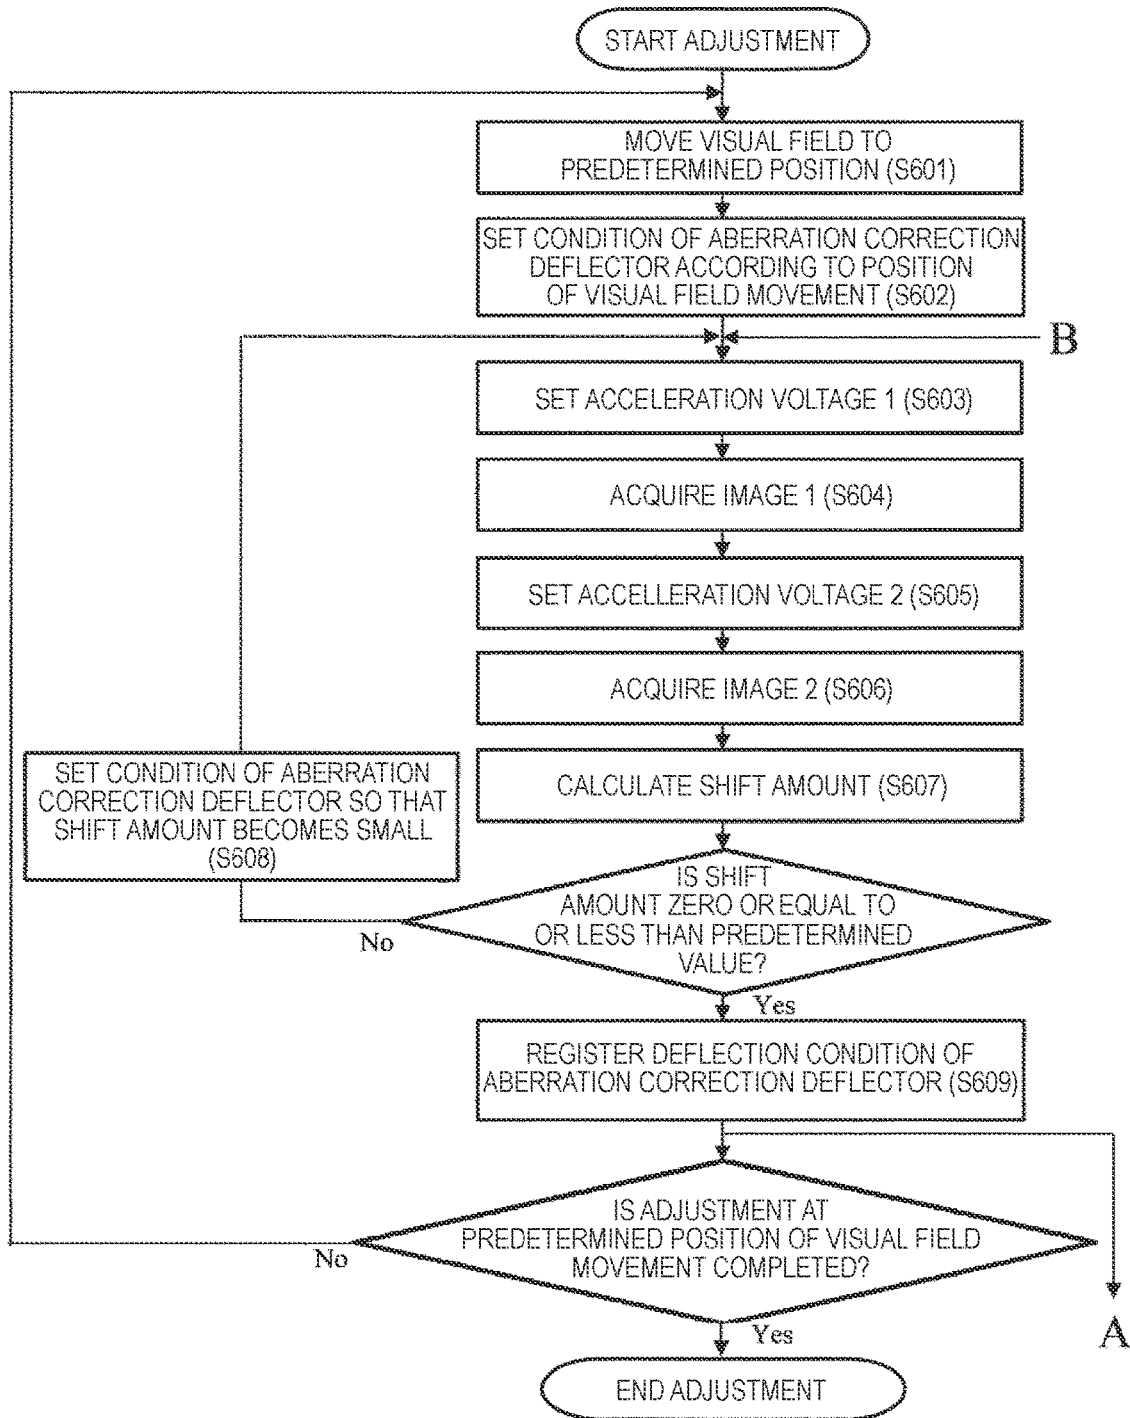 START ADJUSTMENT
MOVE VISUAL FIELD TO
PREDETERMINED POSITION (S601)
SET CONDITION OF ABERRATION CORRECTION
DEFLECTOR ACCORDING TO POSITION
OF VISUAL FIELD MOVEMENT (S602)
B
SET ACCELERATION VOLTAGE 1 (S603)
ACQUIRE IMAGE 1 (S604)
SET ACCELLERATION VOLTAGE 2 (S605)
ACQUIRE IMAGE 2 (S606)
SET CONDITION OF ABERRATION
CORRECTION DEFLECTOR SO THAT
SHIFT AMOUNT BECOMES SMALL
(S608)
CALCULATE SHIFT AMOUNT (S607)
IS SHIFT
AMOUNT ZERO OR EQUAL TO
OR LESS THAN PREDETERMINED
VALUE?
No
Yes
REGISTER DEFLECTION CONDITION OF
ABERRATION CORRECTION DEFLECTOR (S609)
IS ADJUSTMENT AT
PREDETERMINED POSITION OF VISUAL FIELD
MOVEMENT COMPLETED?
No
Yes
A
END ADJUSTMENT